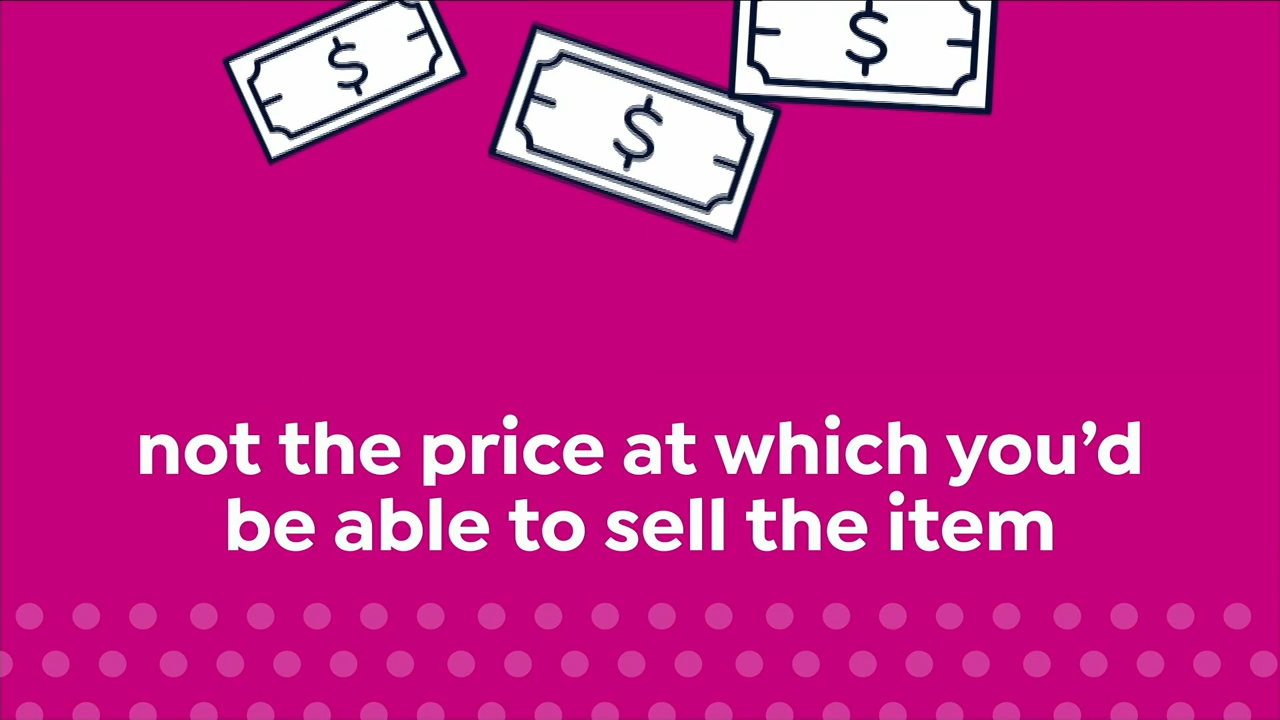 $
$
$
not the price at which you’d
be able to sell the item